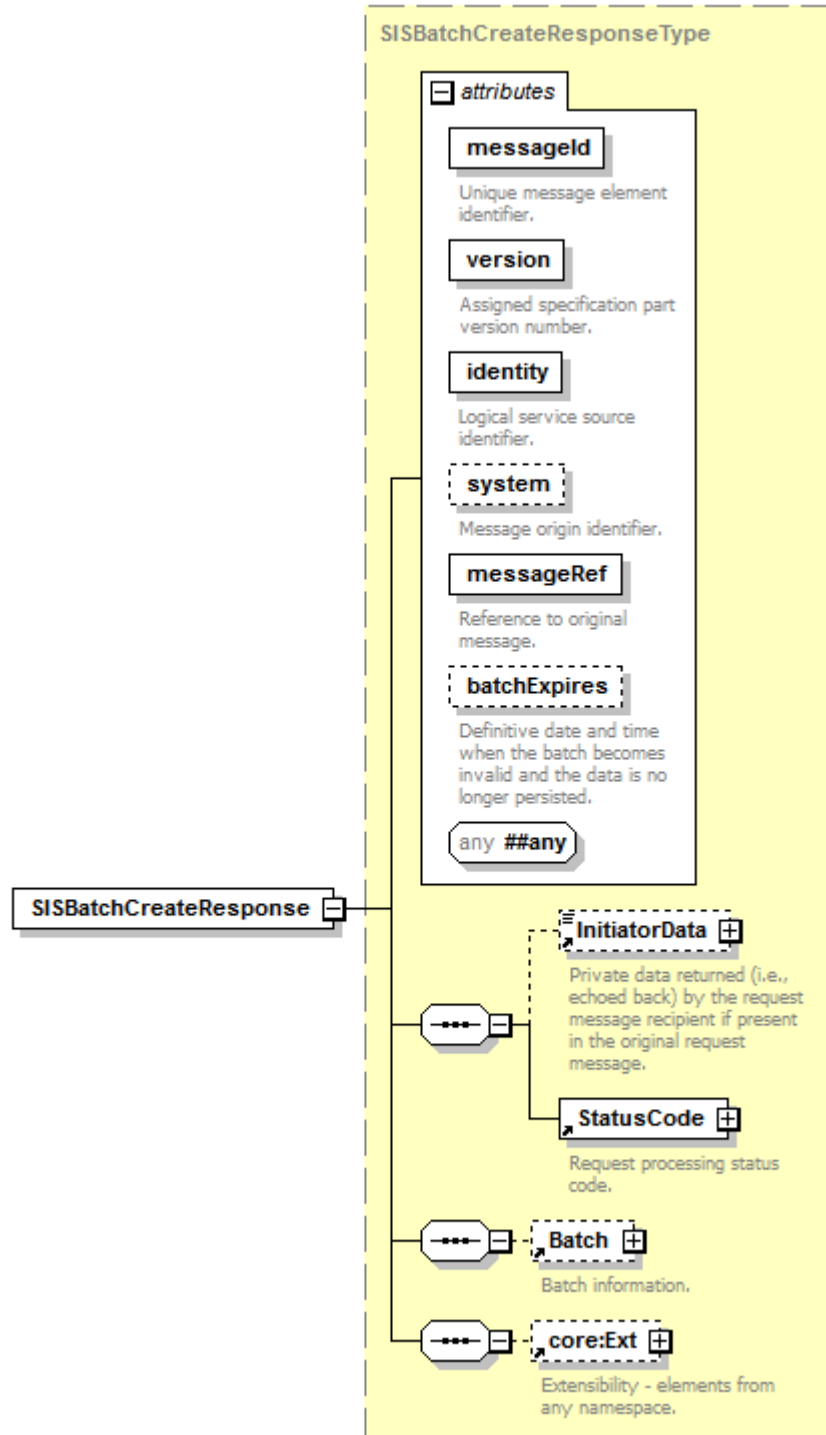 SISBatchCreateResponseType
attributes
messageId
Unique message element
identifier.
version
Assigned specification part
version number.
identity
Logical service source
identifier.
system
Message origin identifier.
messageRef
Reference to original
message.
batchExpires
Definitive date and time
when the batch becomes
invalid and the data is no
longer persisted.
any ##any
SISBatchCreateResponse
InitiatorData
Private data returned (i.e.,
echoed back) by the request
message recipient if present
in the original request
message.
StatusCode
Request processing status
code.
Batch
Batch information.
core:Ext
Extensibility - elements from
any namespace.